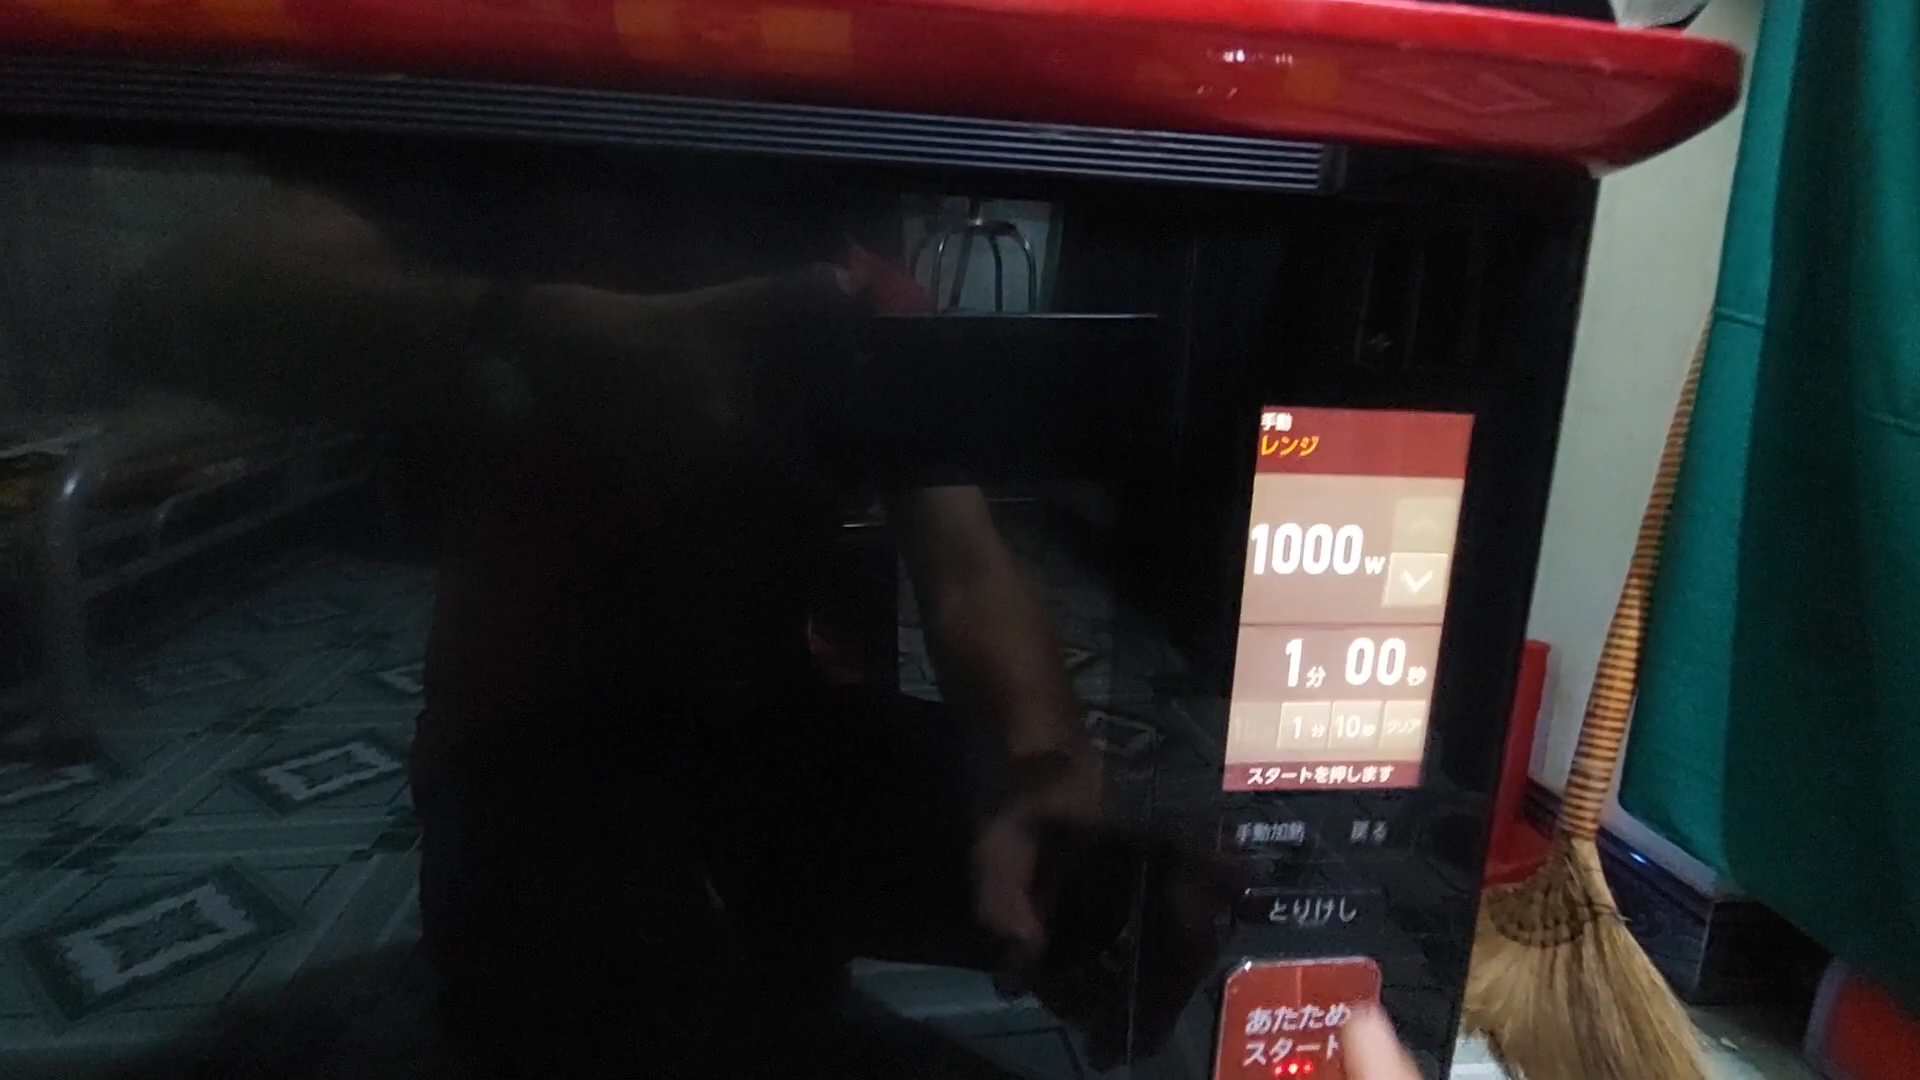 手動
レンジ
1000w
1分 00秒
1分 10秒 クリア
スタートを押します
手動加熱 戻る
とりけし
あたため
スタート